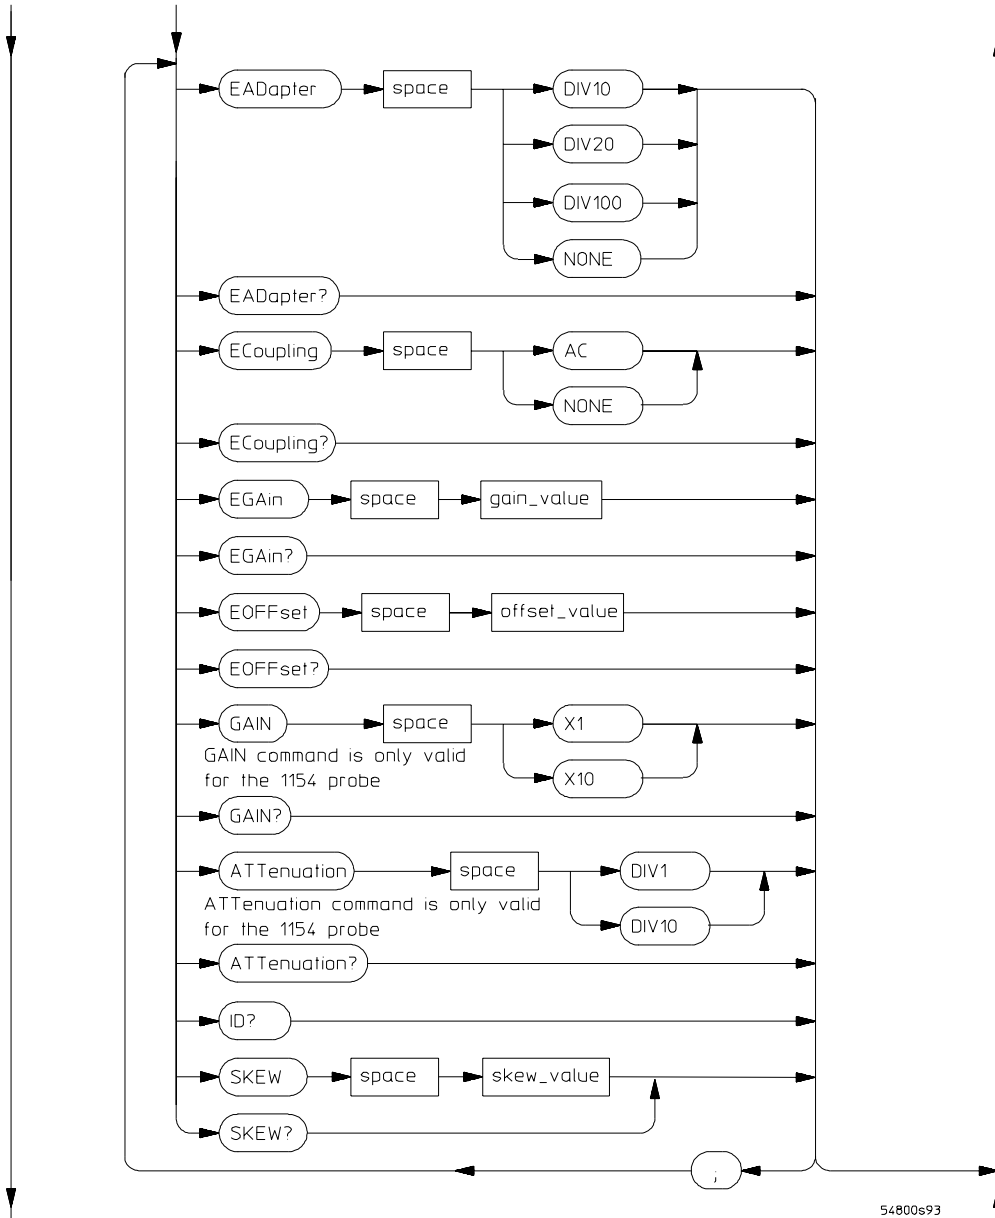 EADapter space DIV10
DIV20
DIV100
NONE
EADapter?
ECoupling space AC
NONE
ECoupling?
EGAin space gain_value
EGAin?
EOFFset space offset_value
EOFFset?
GAIN space X1
GAIN command is only valid
for the 1154 probe
X10
GAIN?
ATTenuation space DIV1
ATTenuation command is only valid
for the 1154 probe
DIV10
ATTenuation?
ID?
SKEW space skew_value
SKEW?
;
54800s93